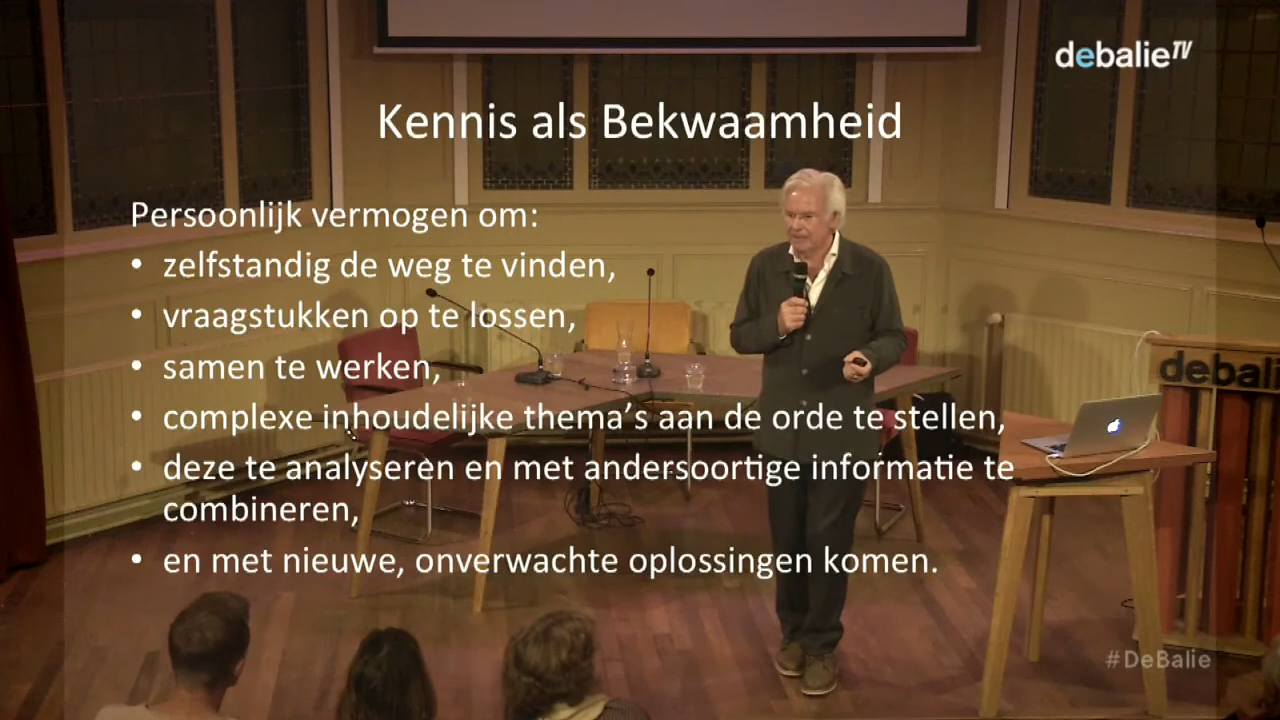 debalieTV
Kennis als Bekwaamheid
Persoonlijk vermogen om:
• zelfstandig de weg te vinden,
• vraagstukken op te lossen,
• samen te werken,
• complexe inhoudelijke thema's aan de orde te stellen,
• deze te analyseren en met andersoortige informatie te
combineren,
• en met nieuwe, onverwachte oplossingen komen.
debali
#DeBalie